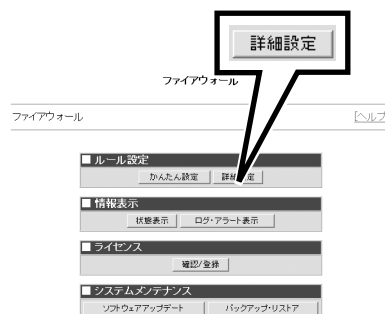 詳細設定
ファイアウォール
ファイアウォール [ヘルプ
■ ルール設定
かんたん設定 詳細設定
■ 情報表示
状態表示 ログ・アラート表示
■ ライセンス
確認/登録
■ システムメンテナンス
ソフトウェアアップデート バックアップ・リストア